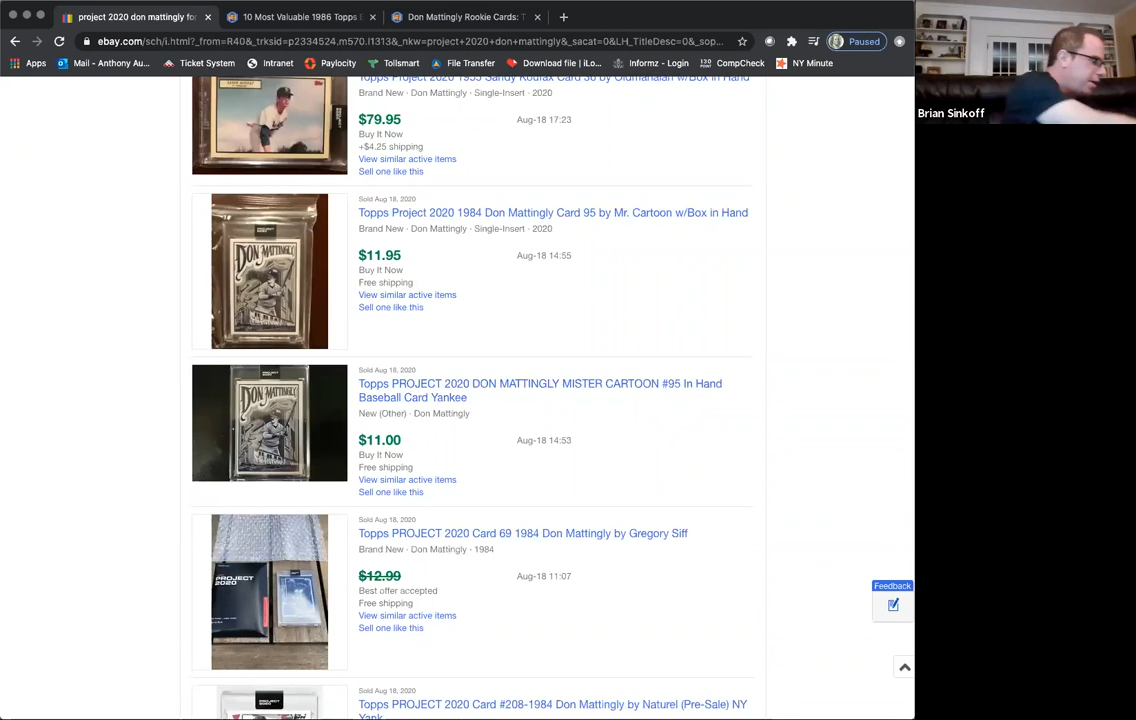 project 2020 don mattingly for
10 Most Valuable 1986 Topps B
Don Mattingly Rookie Cards: T
ebay.com/sch/i.html?_from=R40&_trksid=p2334524.m570.l1313&_nkw=project+2020+don+mattingly&_sacat=0&LH_TitleDesc=0&_sop...
Paused
Apps
Mail - Anthony Au...
Ticket System
Intranet
Paylocity
Tollsmart
File Transfer
Download file | iLo...
Informz - Login
130 POINT
CompCheck
NY Minute
Brian Sinkoff
Topps Project 2020 1955 Sandy Koufax Card 96 by Oldmanalan w/Box in Hand
Brand New · Don Mattingly · Single-Insert · 2020
$79.95
Aug-18 17:23
Buy It Now
+$4.25 shipping
View similar active items
Sell one like this
Sold Aug 18, 2020
Topps Project 2020 1984 Don Mattingly Card 95 by Mr. Cartoon w/Box in Hand
Brand New · Don Mattingly · Single-Insert · 2020
$11.95
Aug-18 14:55
Buy It Now
Free shipping
View similar active items
Sell one like this
DON MATTINGLY
Sold Aug 18, 2020
Topps PROJECT 2020 DON MATTINGLY MISTER CARTOON #95 In Hand
Baseball Card Yankee
New (Other) · Don Mattingly
$11.00
Aug-18 14:53
Buy It Now
Free shipping
View similar active items
Sell one like this
DON MATTINGLY
Sold Aug 18, 2020
Topps PROJECT 2020 Card 69 1984 Don Mattingly by Gregory Siff
Brand New · Don Mattingly · 1984
$12.99
Aug-18 11:07
Best offer accepted
Free shipping
View similar active items
Sell one like this
PROJECT
2020
Feedback
Sold Aug 18, 2020
Topps PROJECT 2020 Card #208-1984 Don Mattingly by Naturel (Pre-Sale) NY
Yank